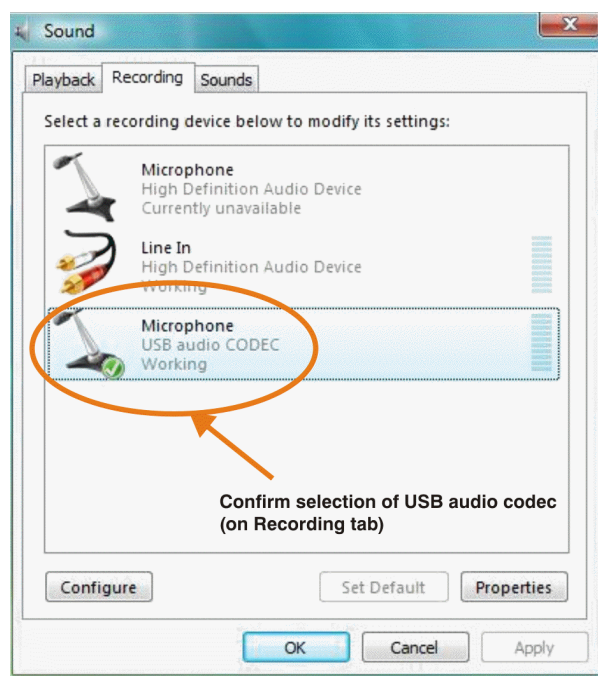 Sound
Playback Recording Sounds
Select a recording device below to modify its settings:
Microphone
High Definition Audio Device
Currently unavailable
Line In
High Definition Audio Device
Working
Microphone
USB audio CODEC
Working
Confirm selection of USB audio codec
(on Recording tab)
Configure Set Default Properties
OK Cancel Apply